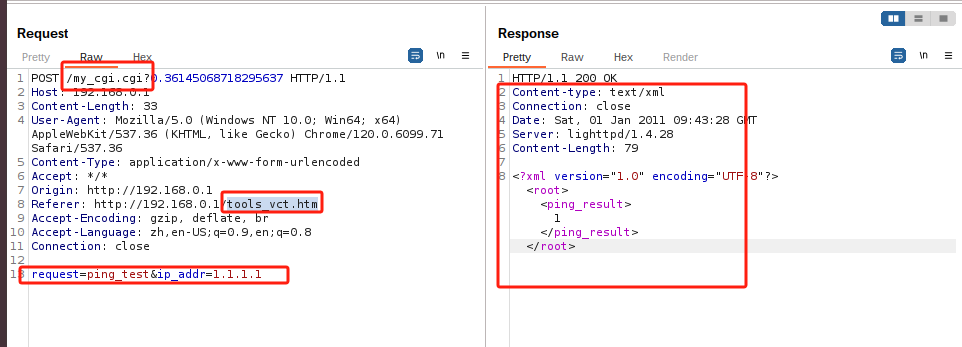 Request
Pretty Raw Hex \n
1 POST /my_cgi.cgi?0.36145068718295637 HTTP/1.1
2 Host: 192.168.0.1
3 Content-Length: 33
4 User-Agent: Mozilla/5.0 (Windows NT 10.0; Win64; x64)
AppleWebKit/537.36 (KHTML, like Gecko) Chrome/120.0.6099.71
Safari/537.36
5 Content-Type: application/x-www-form-urlencoded
6 Accept: */*
7 Origin: http://192.168.0.1
8 Referer: http://192.168.0.1/tools_vct.htm
9 Accept-Encoding: gzip, deflate, br
10 Accept-Language: zh,en-US;q=0.9,en;q=0.8
11 Connection: close
12
13 request=ping_test&ip_addr=1.1.1.1
Response
Pretty Raw Hex Render \n
1 HTTP/1.1 200 OK
2 Content-type: text/xml
3 Connection: close
4 Date: Sat, 01 Jan 2011 09:43:28 GMT
5 Server: lighttpd/1.4.28
6 Content-Length: 79
7
8 <?xml version="1.0" encoding="UTF-8"?>
<root>
<ping_result>
1
</ping_result>
</root>